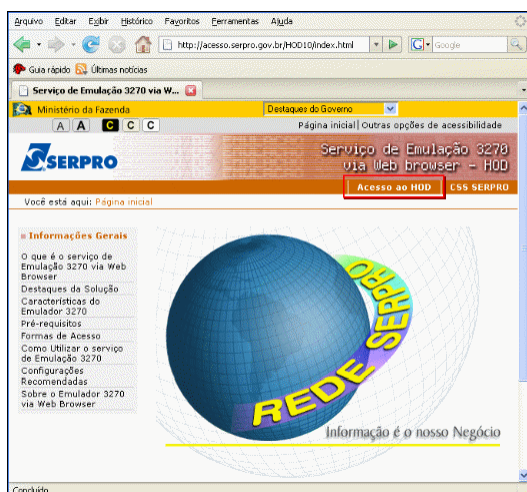 Arquivo Editar Exibir Histórico Favoritos Ferramentas Ajuda
http://acesso.serpro.gov.br/HOD10/index.html
Google
Guia rápido Últimas notícias
Serviço de Emulação 3270 via W...
Ministério da Fazenda
Destaques do Governo
A A C C C
Página inicial| Outras opções de acessibilidade
SERPRO
Serviço de Emulação 3270
via Web browser - HOD
Acesso ao HOD
CSS SERPRO
Você está aqui: Página inicial
Informações Gerais
O que é o serviço de
Emulação 3270 via Web
Browser
Destaques da Solução
Características do
Emulador 3270
Pré-requisitos
Formas de Acesso
Como Utilizar o serviço
de Emulação 3270
Configurações
Recomendadas
Sobre o Emulador 3270
via Web Browser
REDE SERPRO
Informação é o nosso Negócio
Concluído